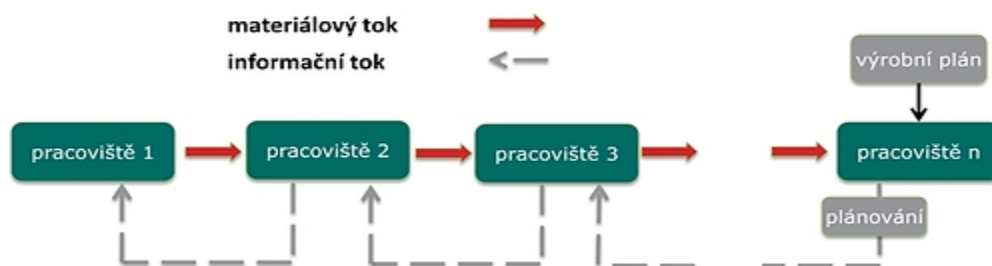 materiálový tok
informační tok
výrobní plán
pracoviště 1
pracoviště 2
pracoviště 3
pracoviště n
plánování